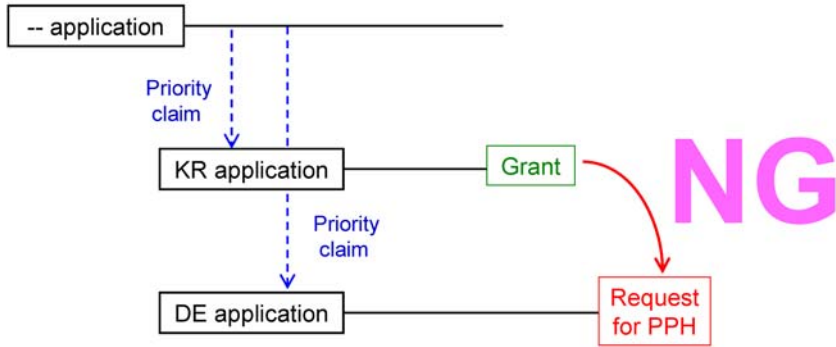 -- application
Priority
claim
KR application
Grant
NG
Priority
claim
DE application
Request
for PPH